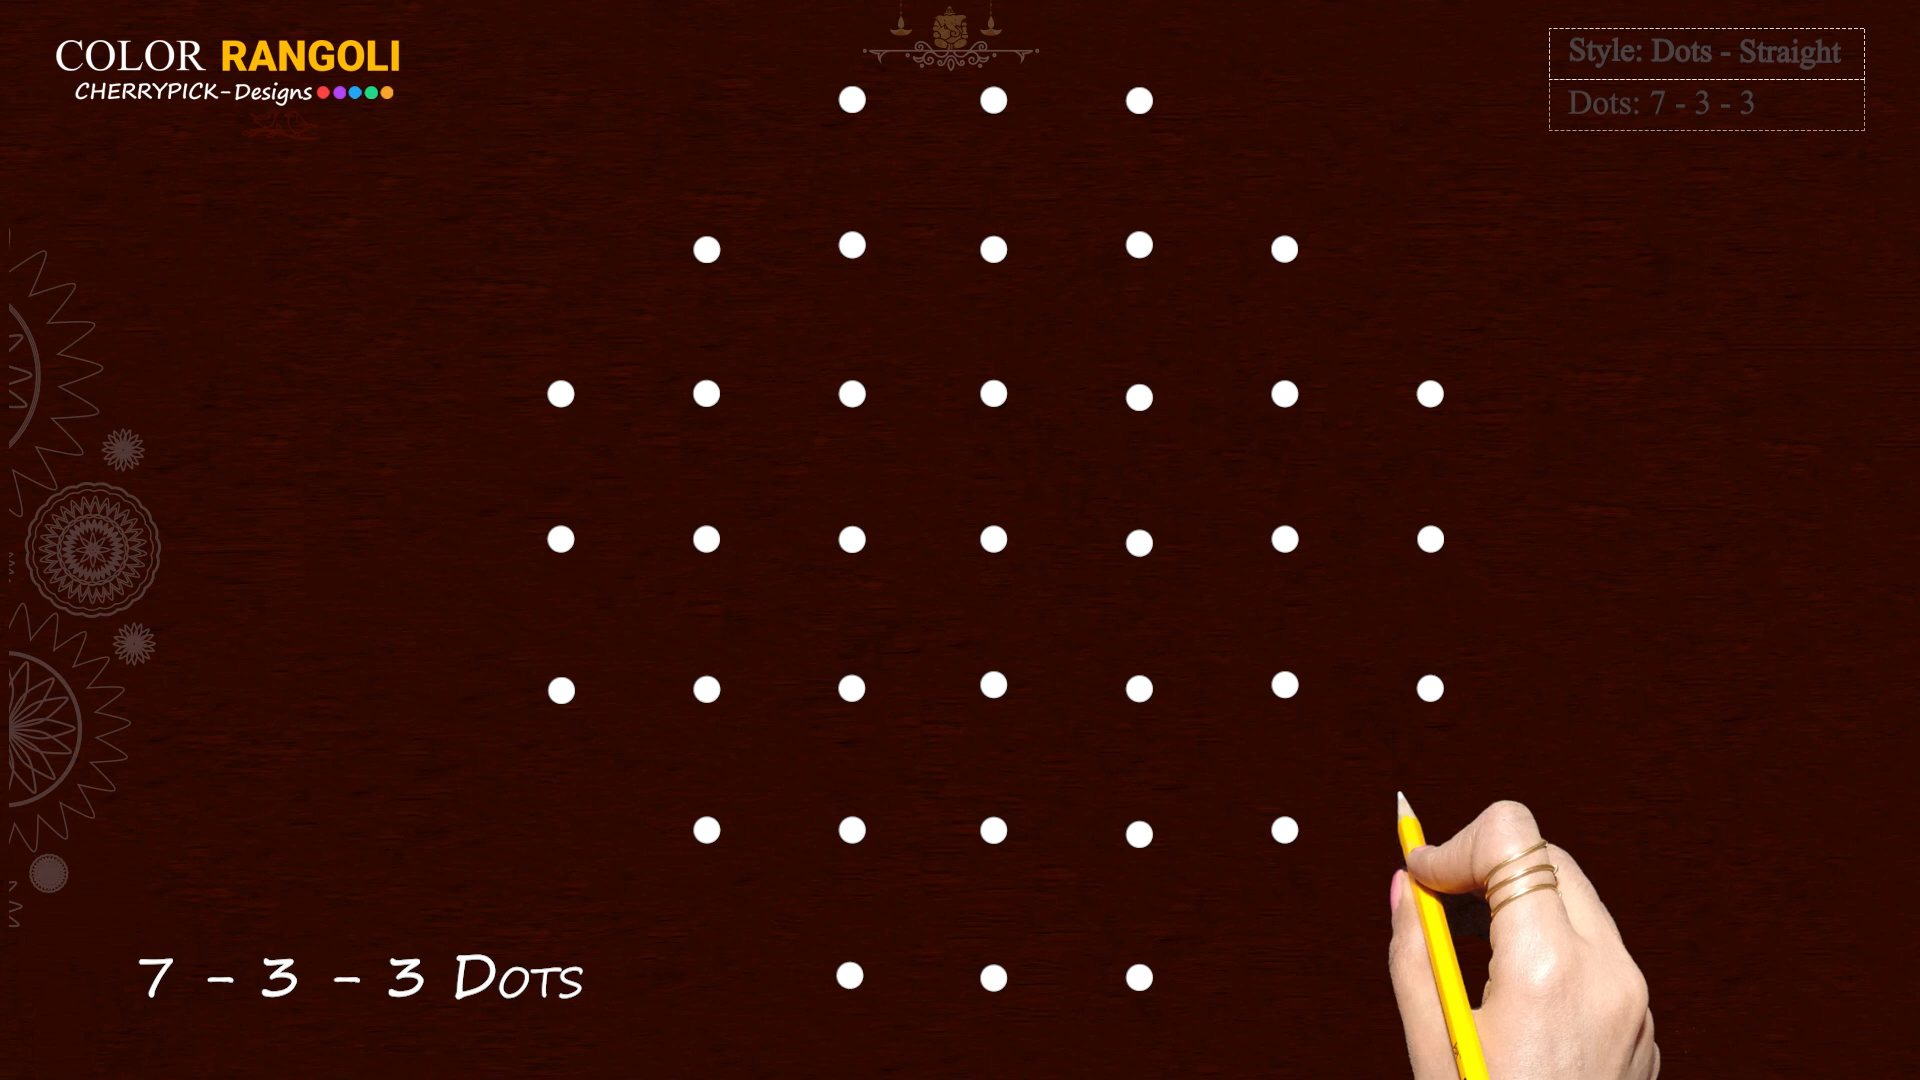 COLOR RANGOLI
CHERRYPICK-Designs
Style: Dots - Straight
Dots: 7 - 3 - 3
7 - 3 - 3 DOTS